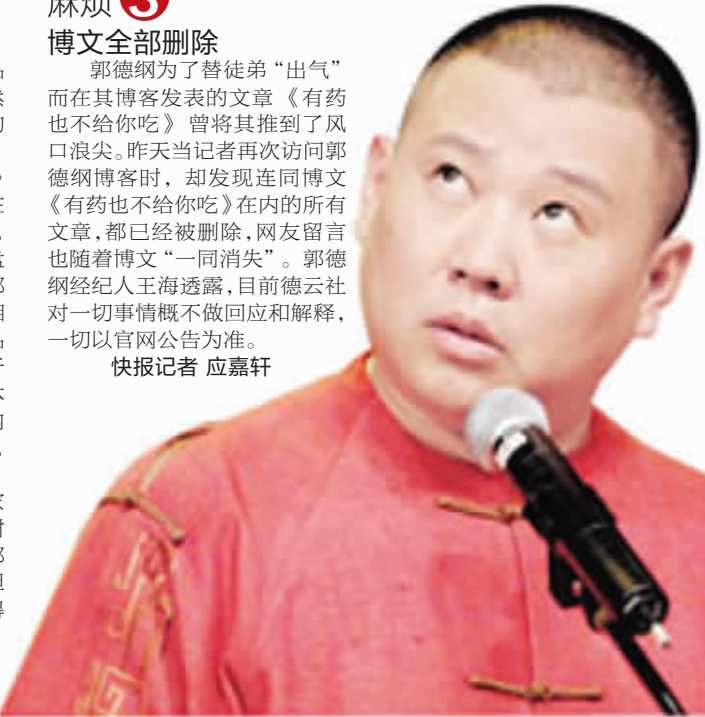 麻烦 3
博文全部删除
郭德纲为了替徒弟“出气”
而在其博客发表的文章《有药
也不给你吃》曾将其推到了风
口浪尖。昨天当记者再次访问郭
德纲博客时，却发现连同博文
《有药也不给你吃》在内的所有
文章，都已经被删除，网友留言
也随着博文“一同消失”。郭德
纲经纪人王海透露，目前德云社
对一切事情概不做回应和解释，
一切以官网公告为准。
快报记者 应嘉轩